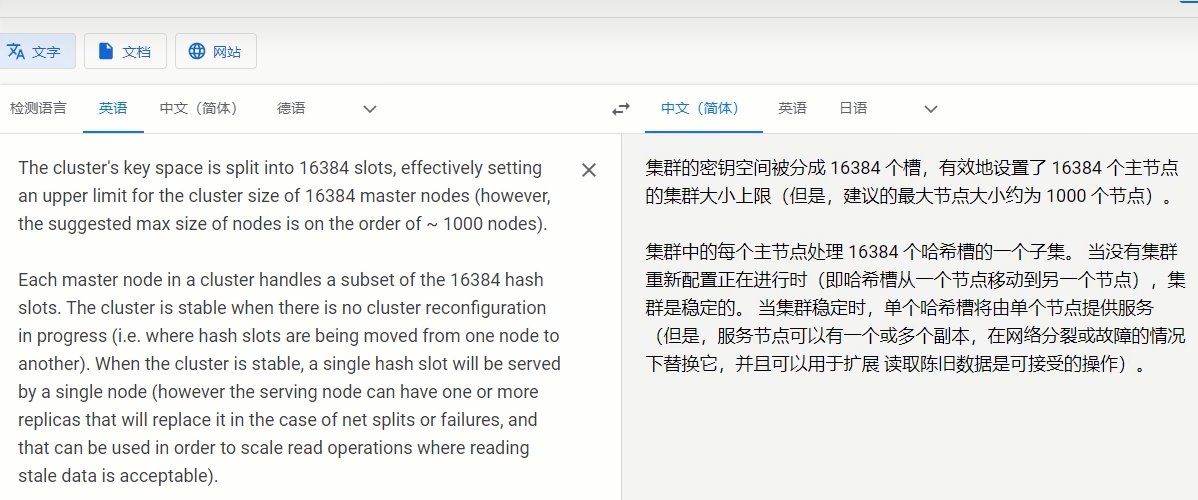 文字
文档
网站
检测语言 英语 中文（简体） 德语
中文（简体） 英语 日语
The cluster's key space is split into 16384 slots, effectively setting
an upper limit for the cluster size of 16384 master nodes (however,
the suggested max size of nodes is on the order of ~ 1000 nodes).
Each master node in a cluster handles a subset of the 16384 hash
slots. The cluster is stable when there is no cluster reconfiguration
in progress (i.e. where hash slots are being moved from one node to
another). When the cluster is stable, a single hash slot will be served
by a single node (however the serving node can have one or more
replicas that will replace it in the case of net splits or failures, and
that can be used in order to scale read operations where reading
stale data is acceptable).
集群的密钥空间被分成 16384 个槽，有效地设置了 16384 个主节点
的集群大小上限（但是，建议的最大节点大小约为 1000 个节点）。
集群中的每个主节点处理 16384 个哈希槽的一个子集。 当没有集群
重新配置正在进行时（即哈希槽从一个节点移动到另一个节点），集
群是稳定的。 当集群稳定时，单个哈希槽将由单个节点提供服务
（但是，服务节点可以有一个或多个副本，在网络分裂或故障的情况
下替换它，并且可以用于扩展 读取陈旧数据是可接受的操作）。